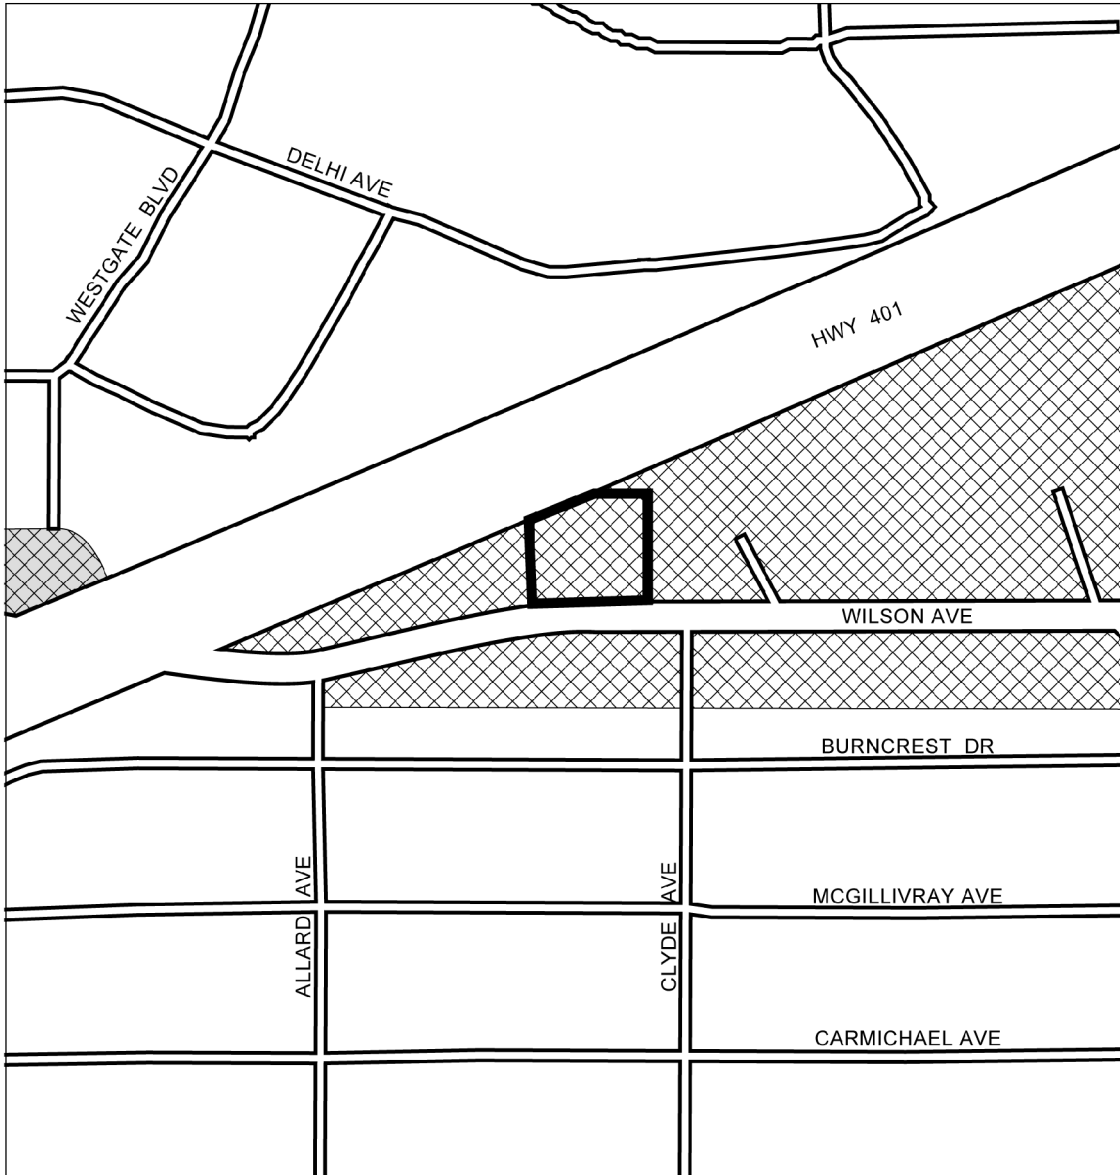 DELHI AVE
WESTGATE BLVD
HWY 401
WILSON AVE
BURNCREST DR
ALLARD AVE
CLYDE AVE
MCGILLIVRAY AVE
CARMICHAEL AVE